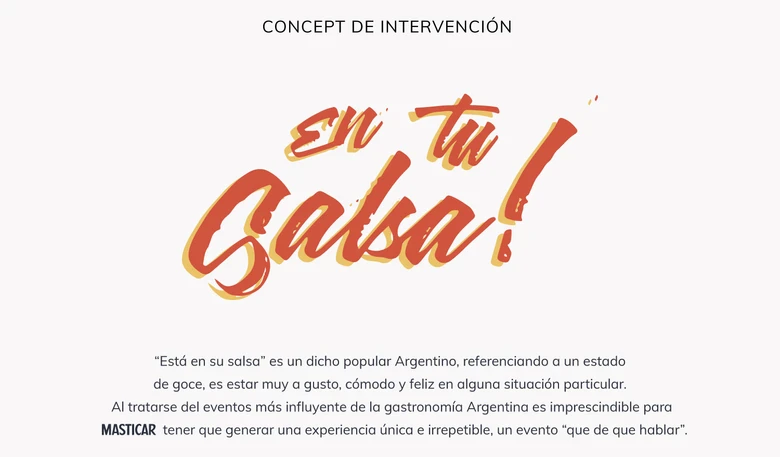 CONCEPT DE INTERVENCIÓN
En tu
Salsa!
“Está en su salsa” es un dicho popular Argentino, referenciando a un estado
de goce, es estar muy a gusto, cómodo y feliz en alguna situación particular.
Al tratarse del eventos más influyente de la gastronomía Argentina es imprescindible para
MASTICAR tener que generar una experiencia única e irrepetible, un evento “que de que hablar”.